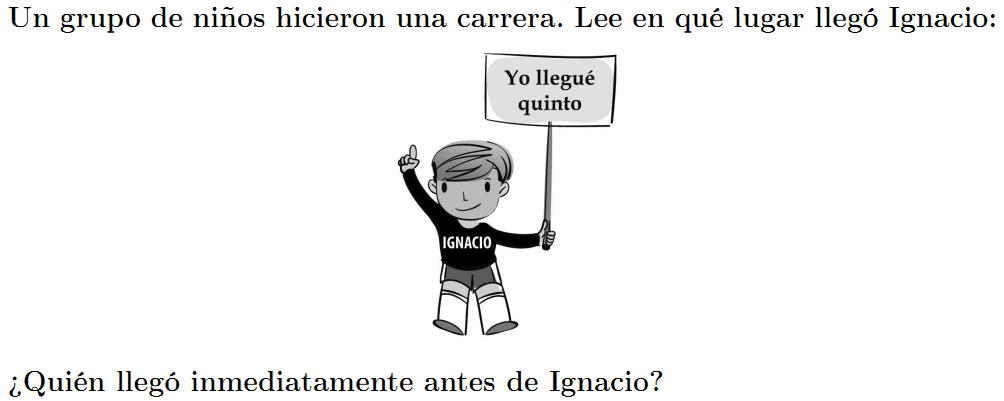 Un grupo de niños hicieron una carrera. Lee en qué lugar llegó Ignacio:
Yo llegué
quinto
IGNACIO
¿Quién llegó inmediatamente antes de Ignacio?